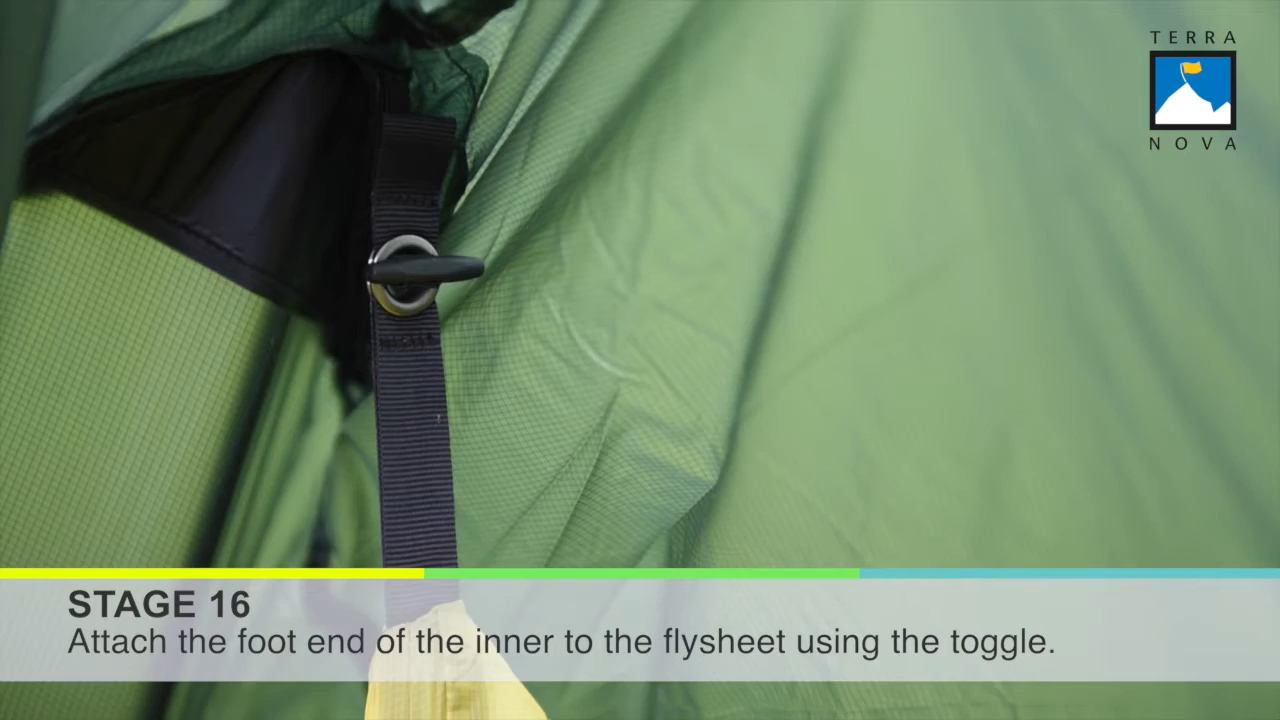 TERRA
NOVA
STAGE 16
Attach the foot end of the inner to the flysheet using the toggle.